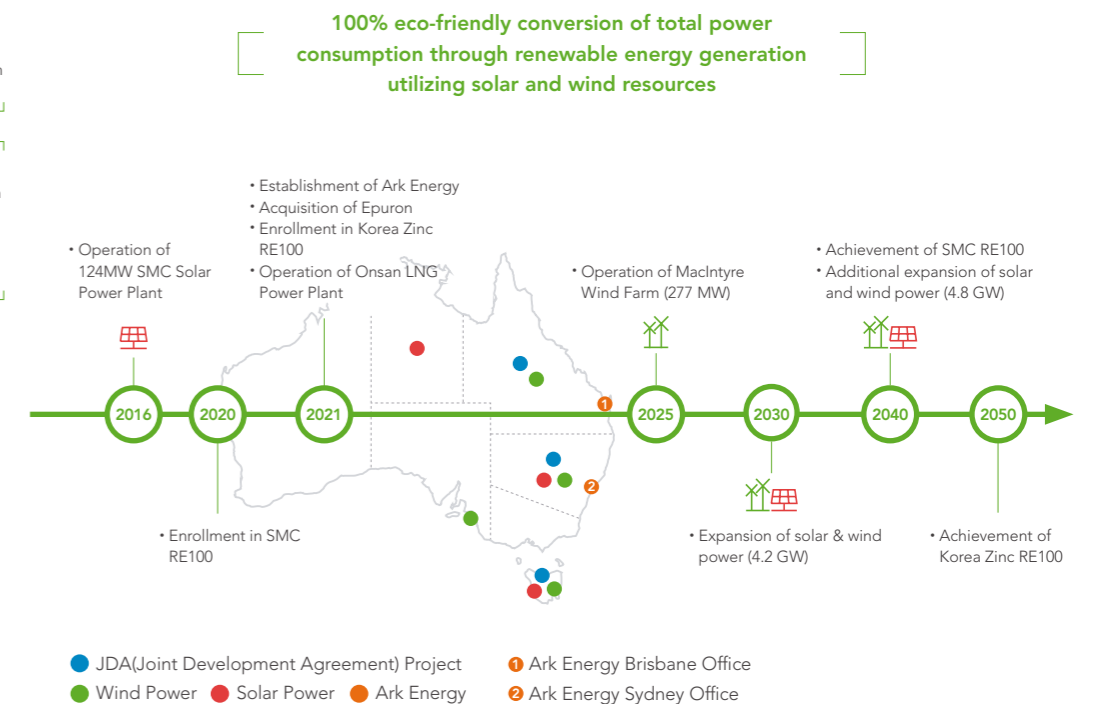 100% eco-friendly conversion of total power
consumption through renewable energy generation
utilizing solar and wind resources
• Operation of
124MW SMC Solar
Power Plant
• Establishment of Ark Energy
• Acquisition of Epuron
• Enrollment in Korea Zinc
RE100
• Operation of Onsan LNG
Power Plant
• Operation of MacIntyre
Wind Farm (277 MW)
• Achievement of SMC RE100
• Additional expansion of solar
and wind power (4.8 GW)
1
2016
2020
2021
2025
2030
2040
2050
2
• Enrollment in SMC
RE100
• Expansion of solar & wind
power (4.2 GW)
• Achievement of
Korea Zinc RE100
JDA(Joint Development Agreement) Project
1 Ark Energy Brisbane Office
Wind Power
Solar Power
Ark Energy
2 Ark Energy Sydney Office